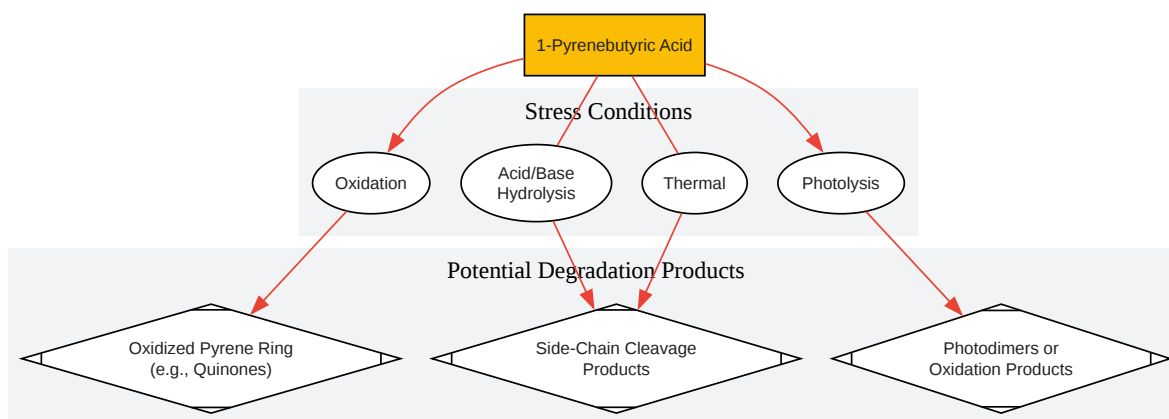 1-Pyrenebutyric Acid
Stress Conditions
Oxidation
Acid/Base
Hydrolysis
Thermal
Photolysis
Potential Degradation Products
Oxidized Pyrene Ring
(e.g., Quinones)
Side-Chain Cleavage
Products
Photodimers or
Oxidation Products